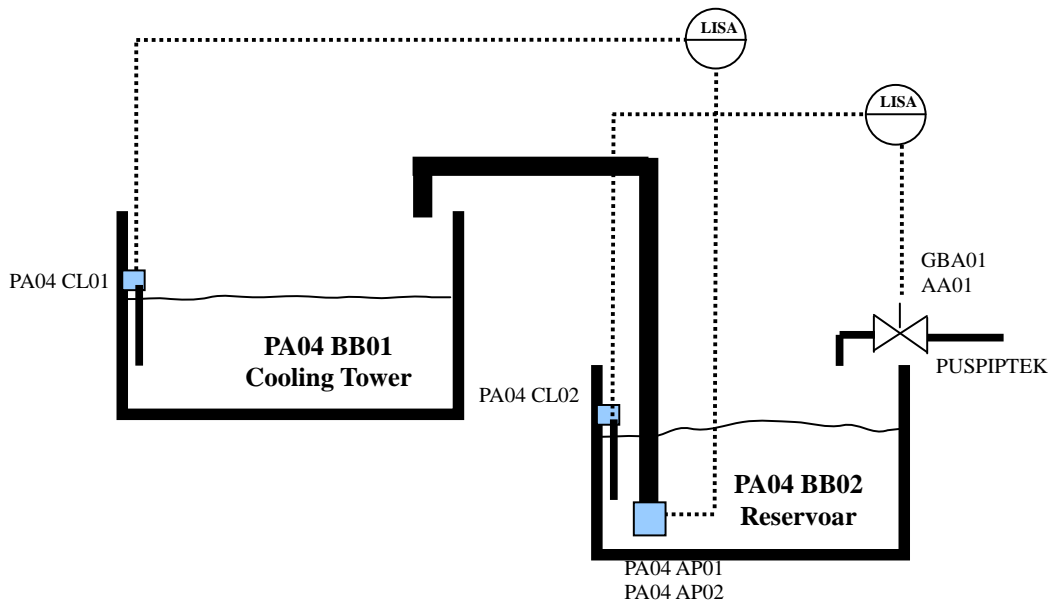 LISA
LISA
GBA01
AA01
PA04 CL01
PA04 BB01
Cooling Tower
PUSPIPTEK
PA04 CL02
PA04 BB02
Reservoar
PA04 AP01
PA04 AP02